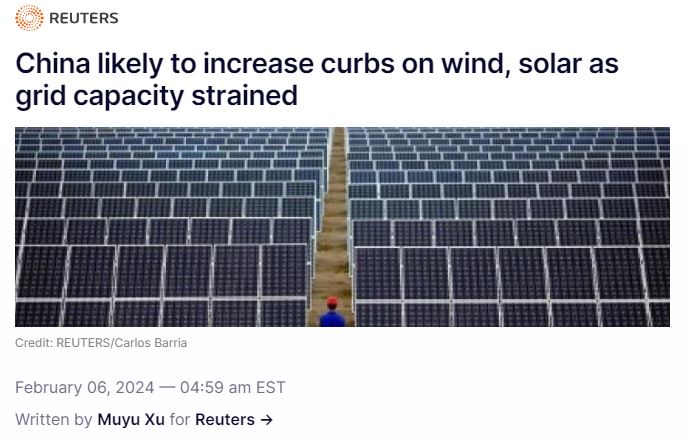 REUTERS
China likely to increase curbs on wind, solar as
grid capacity strained
Credit: REUTERS/Carlos Barria
February 06, 2024 — 04:59 am EST
Written by Muyu Xu for Reuters →